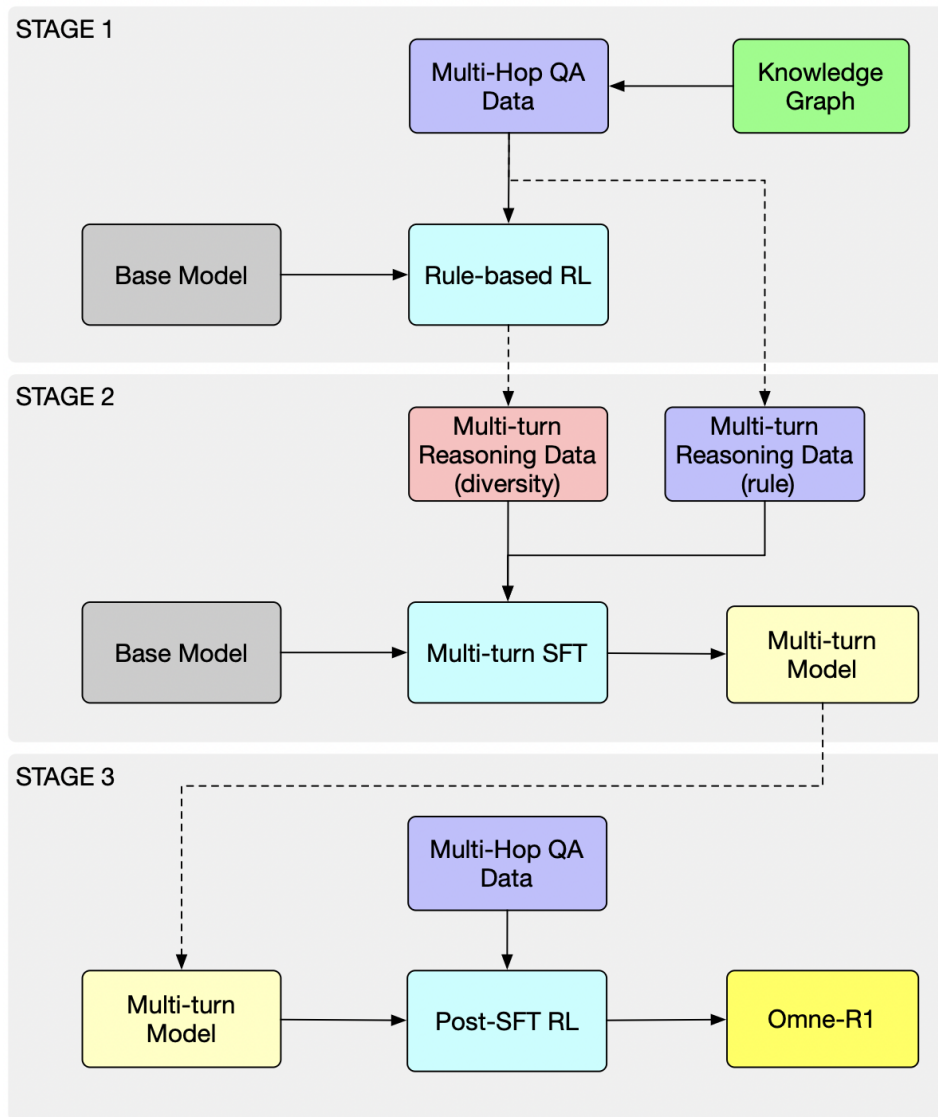 STAGE 1
Multi-Hop QA
Data
Knowledge
Graph
Base Model
Rule-based RL
STAGE 2
Multi-turn
Reasoning Data
(diversity)
Multi-turn
Reasoning Data
(rule)
Base Model
Multi-turn SFT
Multi-turn
Model
STAGE 3
Multi-Hop QA
Data
Multi-turn
Model
Post-SFT RL
Omne-R1